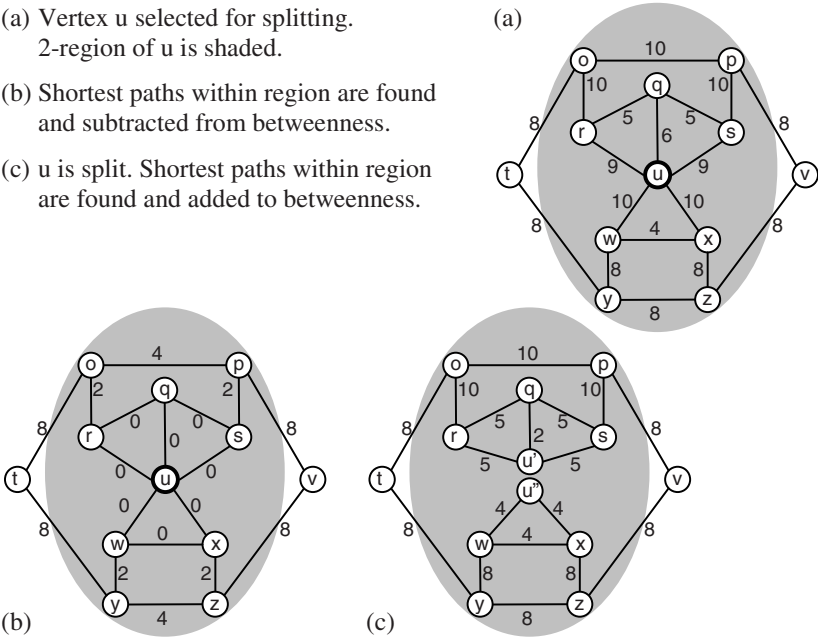 (a) Vertex u selected for splitting.
2-region of u is shaded.
(b) Shortest paths within region are found
and subtracted from betweenness.
(c) u is split. Shortest paths within region
are found and added to betweenness.
(a)
10
o
p
10
q
10
8
5
5
8
r
6
s
9
9
t
u
v
10
10
w
4
x
8
8
8
8
y
z
8
4
o
p
2
q
2
8
0
0
8
r
0
s
0
0
t
u
v
0
0
w
0
x
8
2
2
8
y
z
(b)
4
10
o
p
10
q
10
8
5
5
8
r
2
s
5
u'
5
t
u"
v
4
4
w
4
x
8
8
8
8
y
z
(c)
8